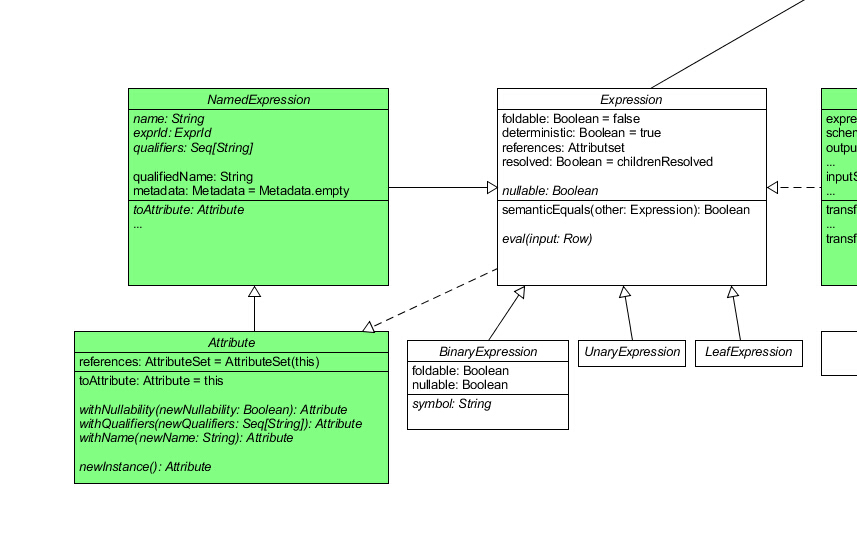 NamedExpression
name: String
exprId: ExprId
qualifiers: Seq[String]
qualifiedName: String
metadata: Metadata = Metadata.empty
toAttribute: Attribute
...
Expression
foldable: Boolean = false
deterministic: Boolean = true
references: Attributset
resolved: Boolean = childrenResolved
nullable: Boolean
semanticEquals(other: Expression): Boolean
eval(input: Row)
expre
schem
outpu
...
inputS
...
transf
...
transf
Attribute
references: AttributeSet = AttributeSet(this)
toAttribute: Attribute = this
withNullability(newNullability: Boolean): Attribute
withQualifiers(newQualifiers: Seq[String]): Attribute
withName(newName: String): Attribute
newInstance(): Attribute
BinaryExpression
foldable: Boolean
nullable: Boolean
symbol: String
UnaryExpression
LeafExpression